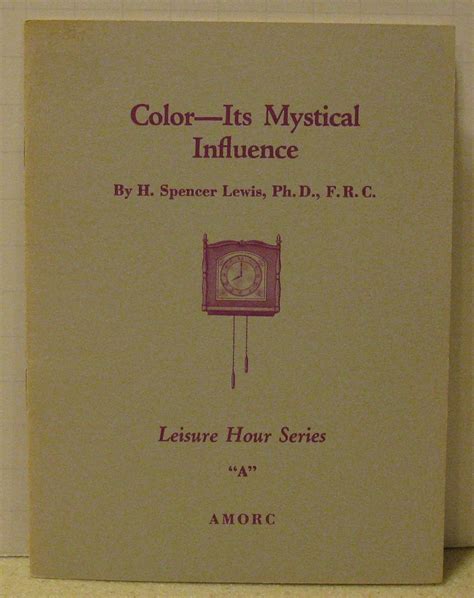 Color—Its Mystical
Influence
By H. Spencer Lewis, Ph. D., F. R. C.
Leisure Hour Series
“A”
AMORC